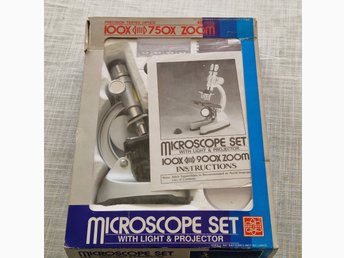 PRECISION TESTED OPTICS
100X 750X ZOOM
MICROSCOPE SET
WITH LIGHT & PROJECTOR
100X 900X ZOOM
INSTRUCTIONS
MICROSCOPE SET
WITH LIGHT & PROJECTOR